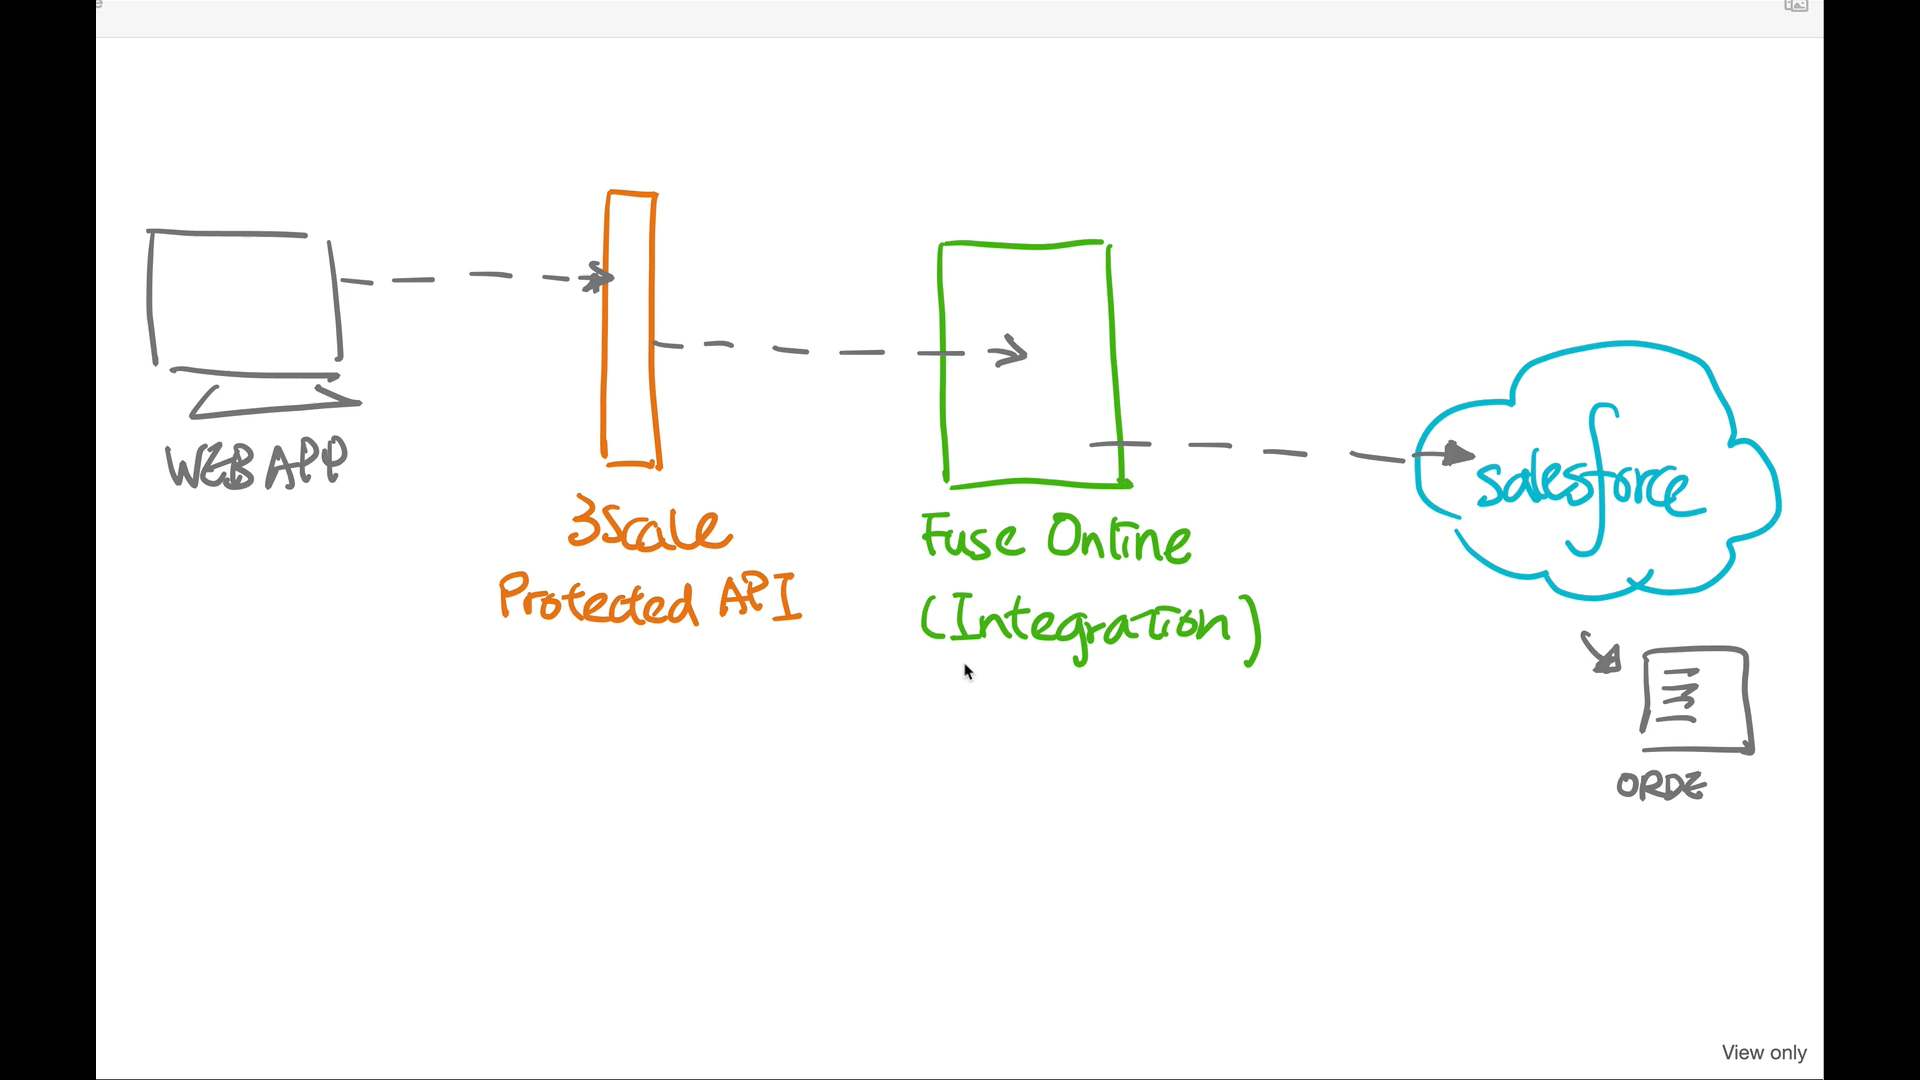 WEB APP
3Scale
Protected API
Fuse Online
(Integration)
salesforce
ORDE
View only